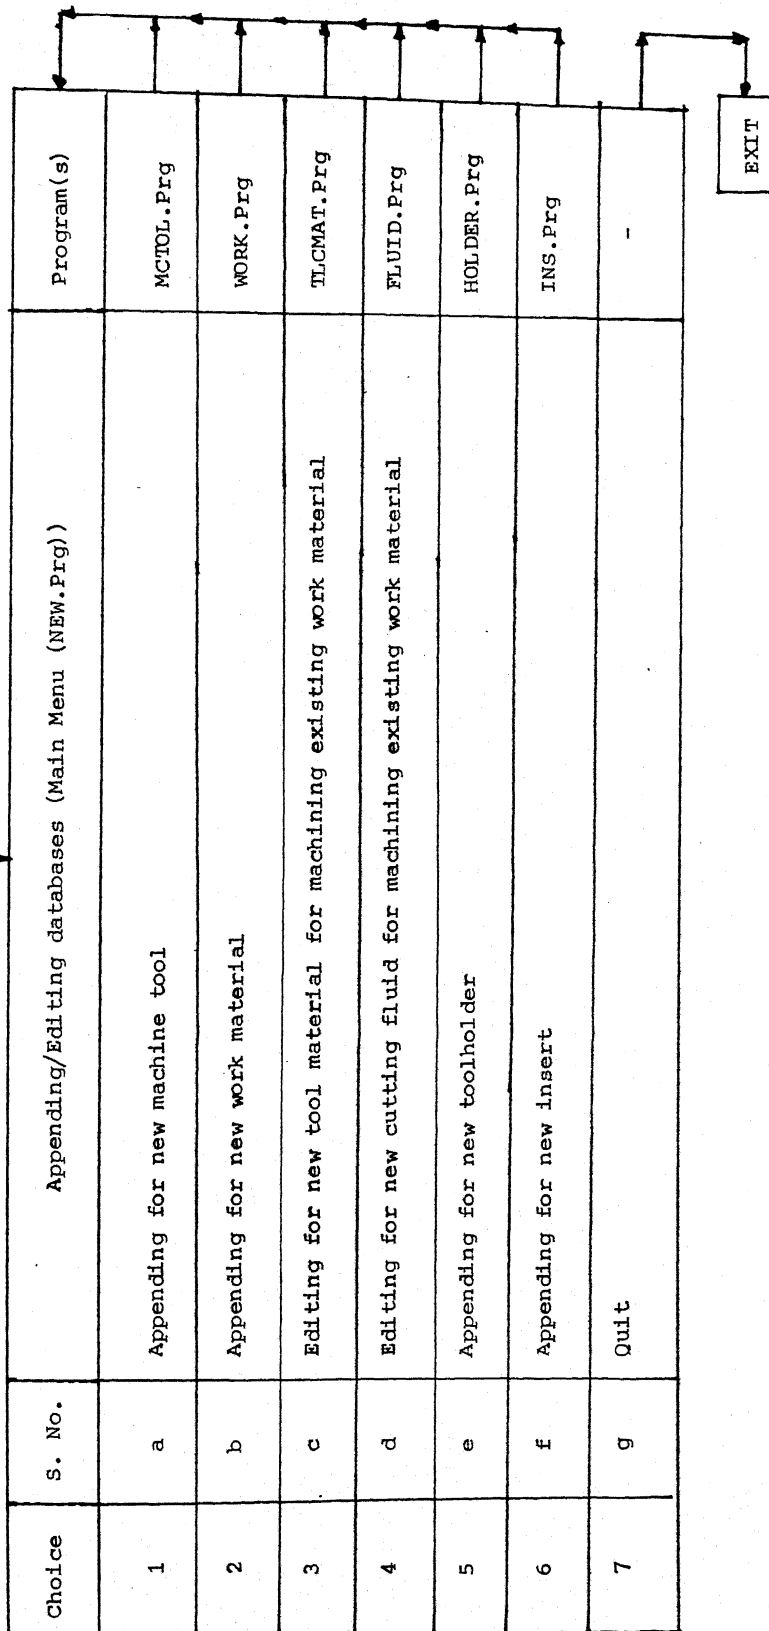 Choice S. No. Appending/Editing databases (Main Menu (NEW.Prg)) Program(s)
1 a Appending for new machine tool MCTOL.Prg
2 b Appending for new work material WORK.Prg
3 c Editing for new tool material for machining existing work material TLCMAT.Prg
4 d Editing for new cutting fluid for machining existing work material FLUID.Prg
5 e Appending for new toolholder HOLDER.Prg
6 f Appending for new insert INS.Prg
7 g Quit -
EXIT